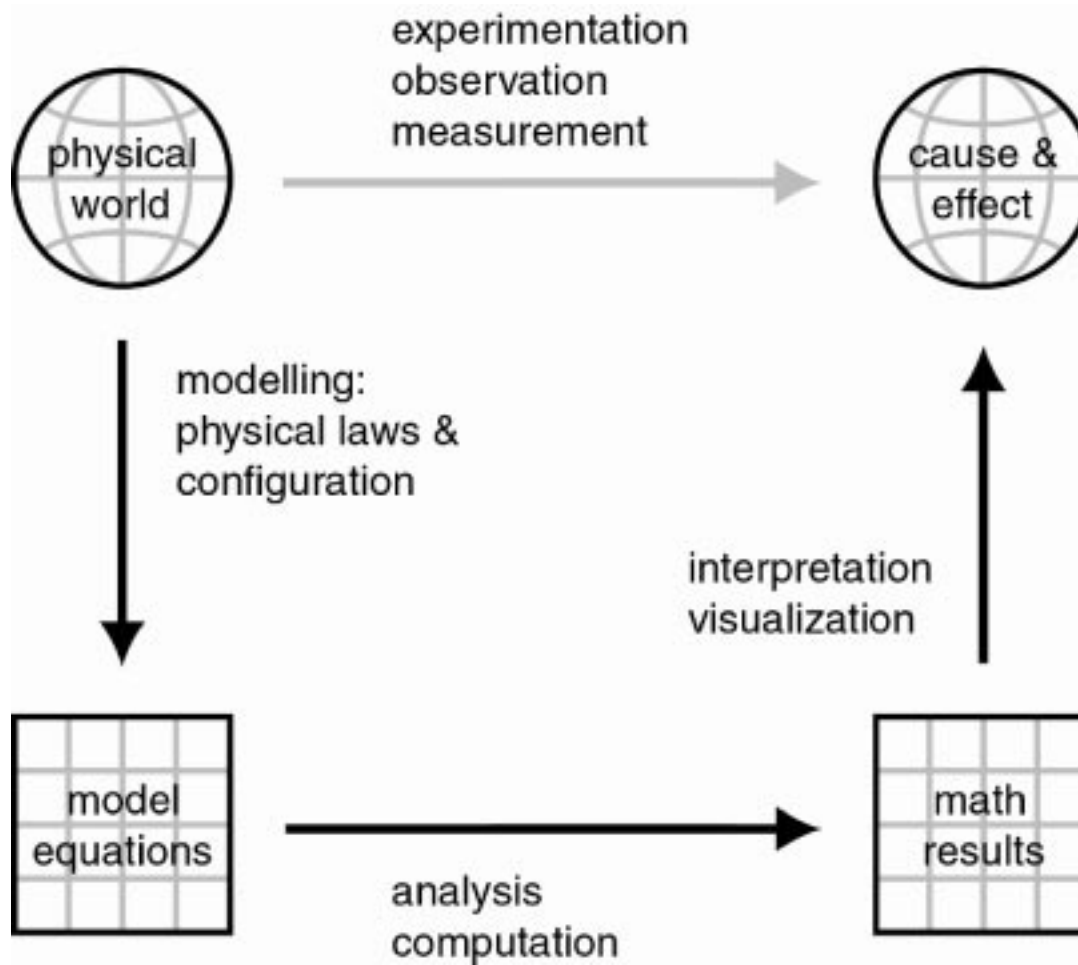 experimentation
observation
measurement
physical
world
cause &
effect
modelling:
physical laws &
configuration
interpretation
visualization
model
equations
math
results
analysis
computation